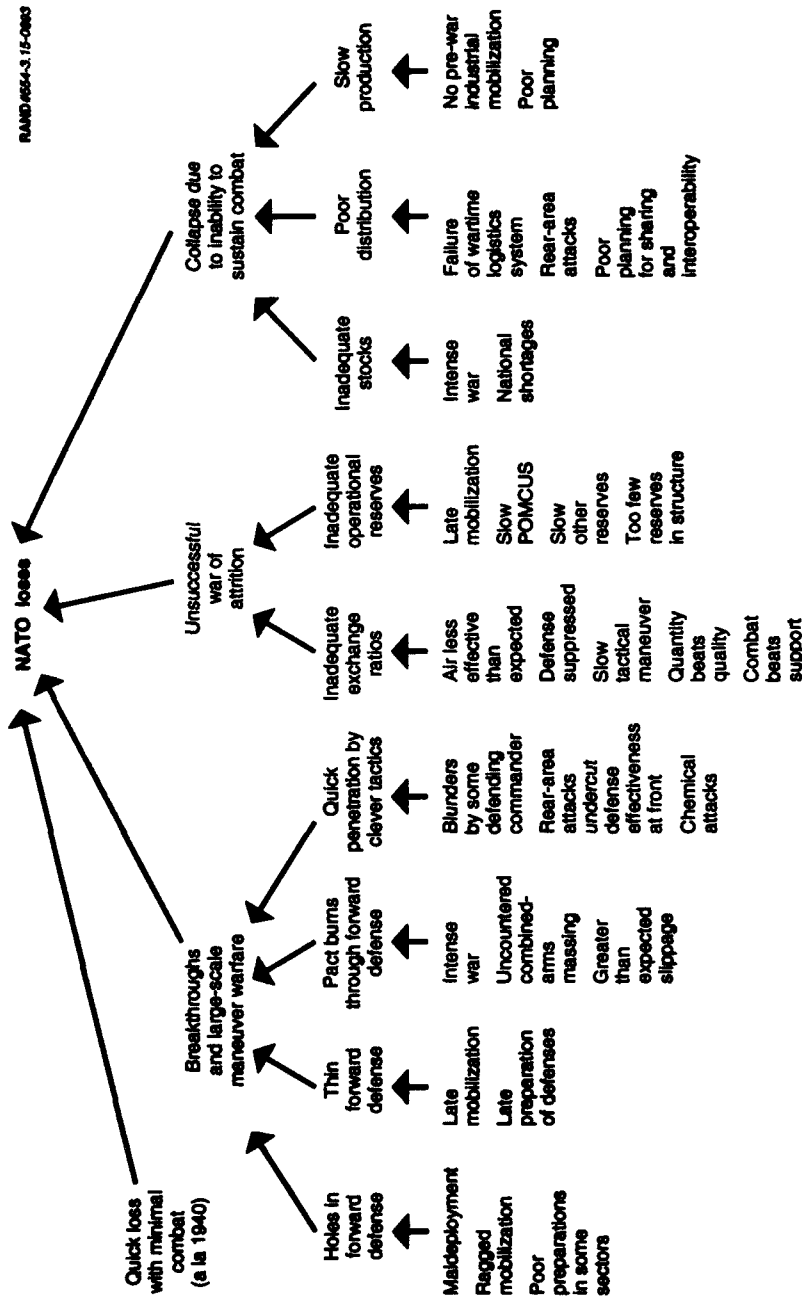 RAND#564-3.15-0893
NATO loses
Quick loss
with minimal
combat
(a la 1940)
Breakthroughs
and large-scale
maneuver warfare
Unsuccessful
war of
attrition
Collapse due
to inability to
sustain combat
Holes in
forward
defense
Thin
forward
defense
Pact burns
through forward
defense
Quick
penetration by
clever tactics
Inadequate
exchange
ratios
Inadequate
operational
reserves
Inadequate
stocks
Poor
distribution
Slow
production
Maldeployment
Ragged
mobilization
Poor
preparations
in some
sectors
Late
mobilization
Late
preparation
of defenses
Intense
war
Uncountered
combined-
arms
massing
Greater
than
expected
slippage
Blunders
by some
defending
commander
Rear-area
attacks
undercut
defense
effectiveness
at front
Chemical
attacks
Air less
effective
than
expected
Defense
suppressed
Slow
tactical
maneuver
Quantity
beats
quality
Combat
beats
support
Late
mobilization
Slow
POMCUS
Slow
other
reserves
Too few
reserves
in structure
Intense
war
National
shortages
Failure
of wartime
logistics
system
Rear-area
attacks
Poor
planning
for sharing
and
interoperability
No pre-war
industrial
mobilization
Poor
planning